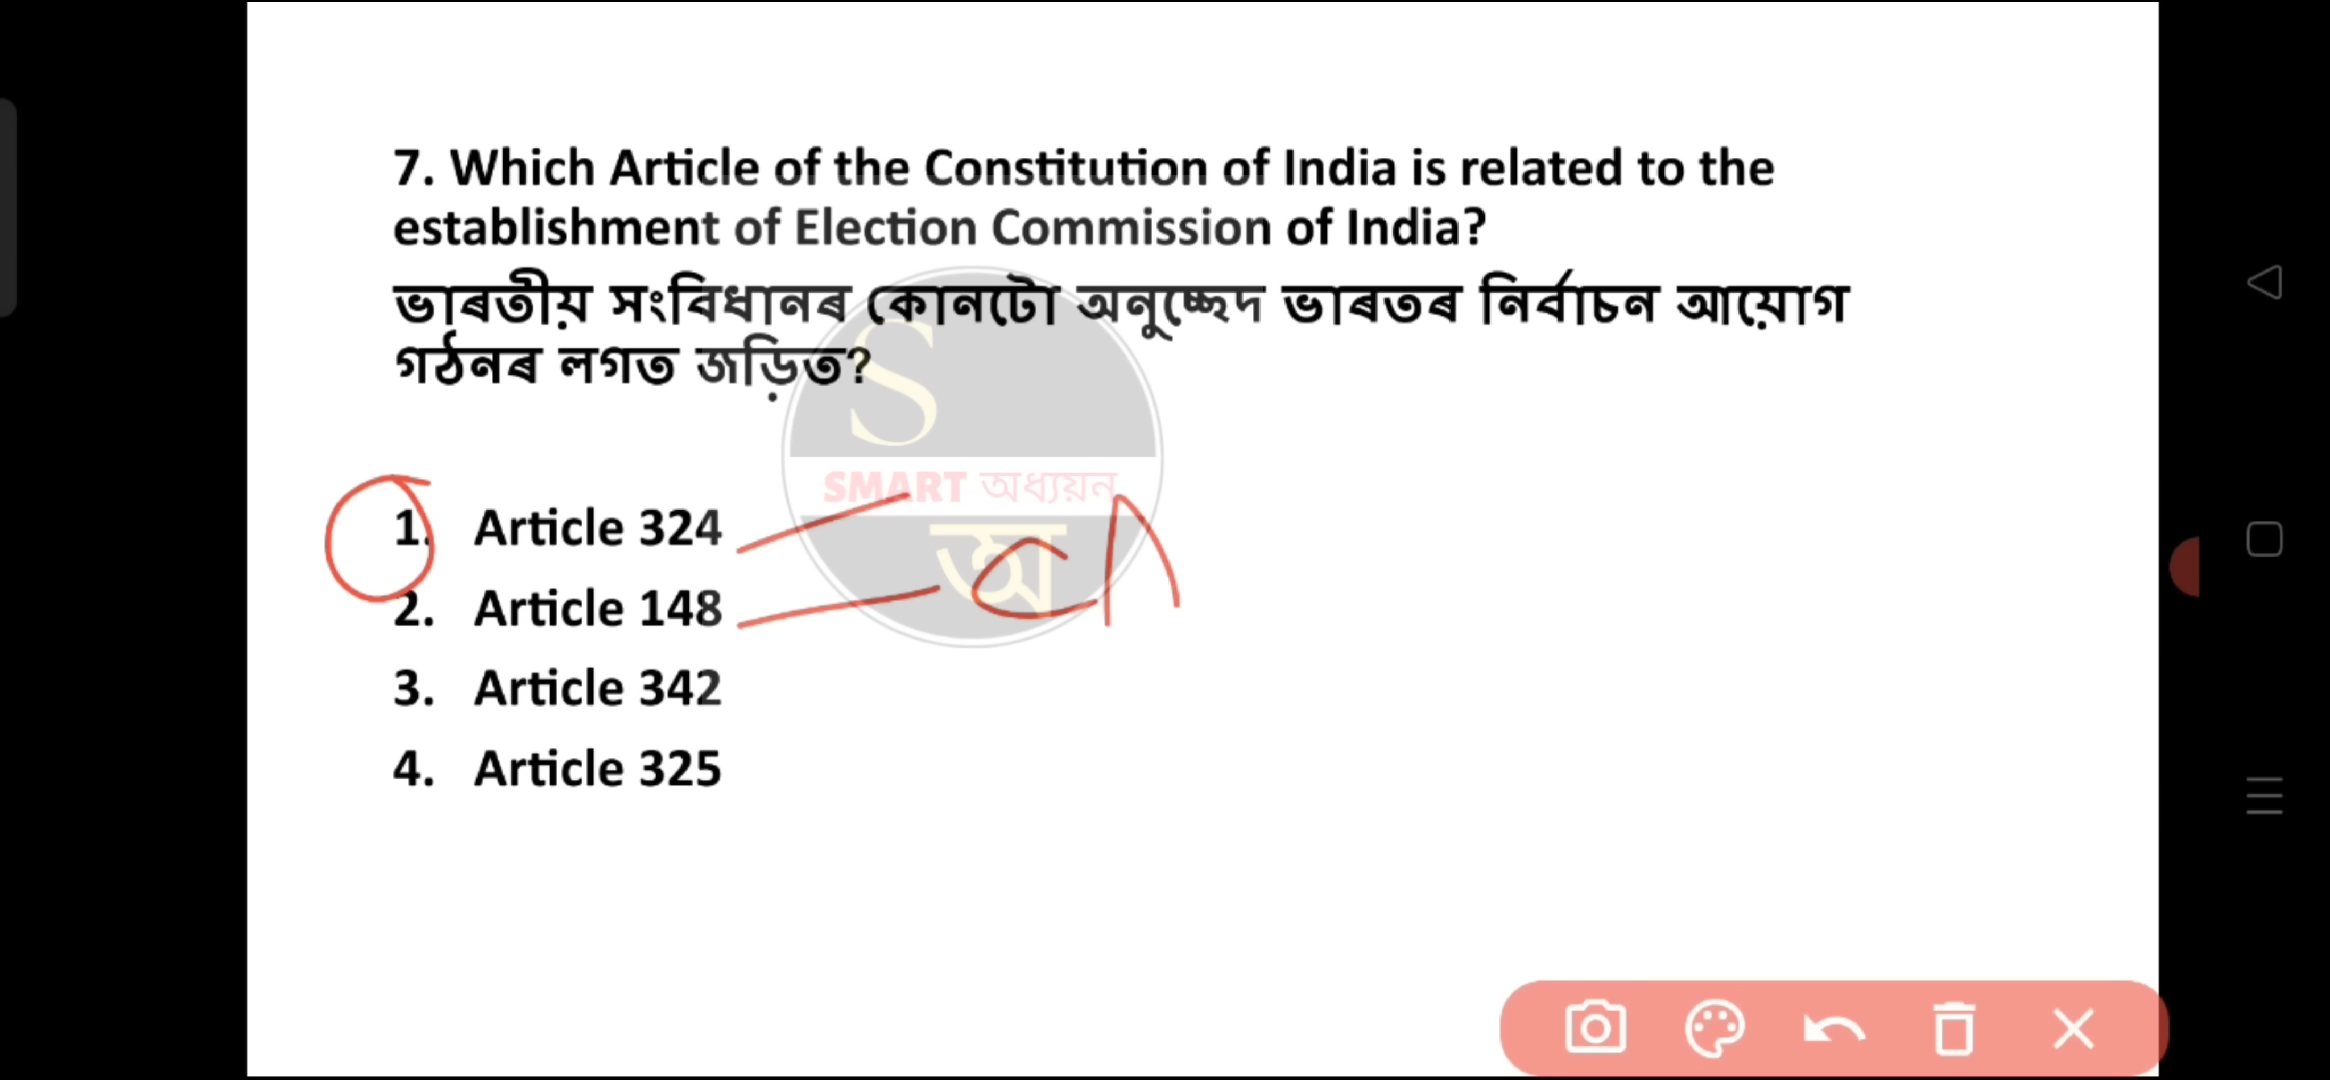 7. Which Article of the Constitution of India is related to the
establishment of Election Commission of India?
ভাৰতীয় সংবিধানৰ কোনটো অনুচ্ছেদ ভাৰতৰ নিৰ্বাচন আয়োগ
গঠনৰ লগত জড়িত?
S
SMART অধ্যয়ন
অ
1. Article 324
2. Article 148
3. Article 342
4. Article 325